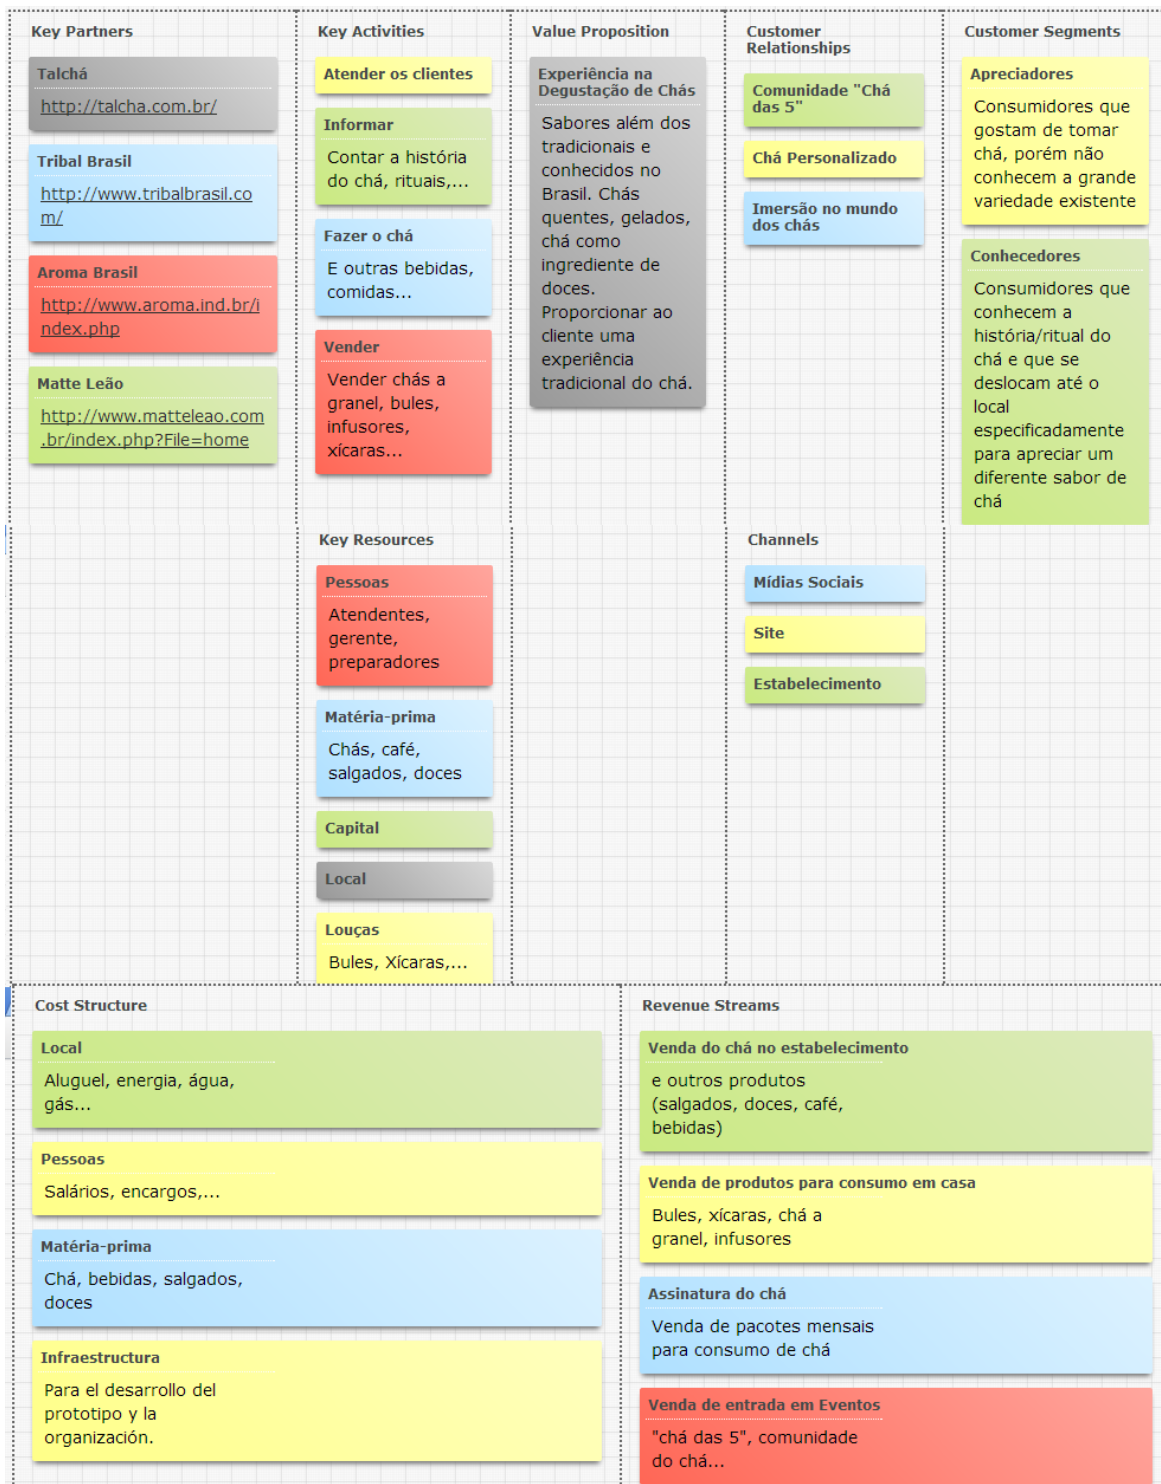 Key Partners
Talchá
http://talcha.com.br/
Tribal Brasil
http://www.tribalbrasil.co
m/
Aroma Brasil
http://www.aroma.ind.br/i
ndex.php
Matte Leão
http://www.matteleao.com
.br/index.php?File=home
Key Activities
Atender os clientes
Informar
Contar a história
do chá, rituais,...
Fazer o chá
E outras bebidas,
comidas...
Vender
Vender chás a
granel, bules,
infusores,
xícaras...
Value Proposition
Experiência na
Degustação de Chás
Sabores além dos
tradicionais e
conhecidos no
Brasil. Chás
quentes, gelados,
chá como
ingrediente de
doces.
Proporcionar ao
cliente uma
experiência
tradicional do chá.
Customer
Relationships
Comunidade "Chá
das 5"
Chá Personalizado
Imersão no mundo
dos chás
Customer Segments
Apreciadores
Consumidores que
gostam de tomar
chá, porém não
conhecem a grande
variedade existente
Conhecedores
Consumidores que
conhecem a
história/ritual do
chá e que se
deslocam até o
local
especificadamente
para apreciar um
diferente sabor de
chá
Key Resources
Pessoas
Atendentes,
gerente,
preparadores
Matéria-prima
Chás, café,
salgados, doces
Capital
Local
Louças
Bules, Xícaras,...
Channels
Mídias Sociais
Site
Estabelecimento
Cost Structure
Local
Aluguel, energia, água,
gás...
Pessoas
Salários, encargos,...
Matéria-prima
Chá, bebidas, salgados,
doces
Infraestructura
Para el desarrollo del
prototipo y la
organización.
Revenue Streams
Venda do chá no estabelecimento
e outros produtos
(salgados, doces, café,
bebidas)
Venda de produtos para consumo em casa
Bules, xícaras, chá a
granel, infusores
Assinatura do chá
Venda de pacotes mensais
para consumo de chá
Venda de entrada em Eventos
"chá das 5", comunidade
do chá...